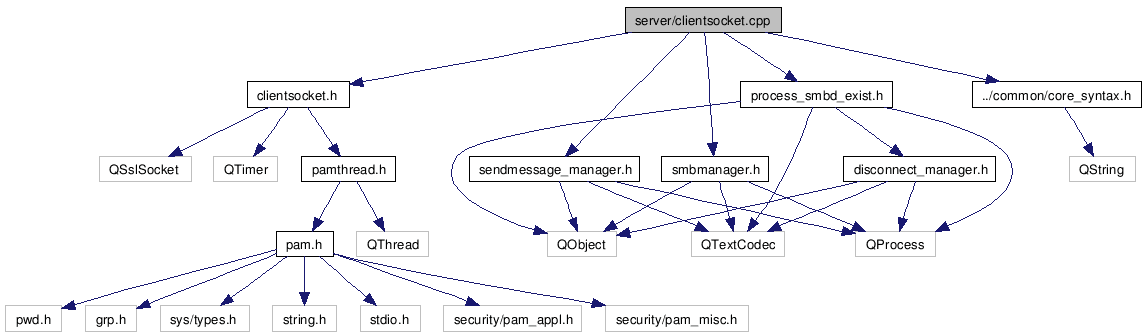 server/clientsocket.cpp
clientsocket.h
process_smbd_exist.h
../common/core_syntax.h
QSslSocket
QTimer
pamthread.h
sendmessage_manager.h
smbmanager.h
disconnect_manager.h
QString
pam.h
QThread
QObject
QTextCodec
QProcess
pwd.h
grp.h
sys/types.h
string.h
stdio.h
security/pam_appl.h
security/pam_misc.h